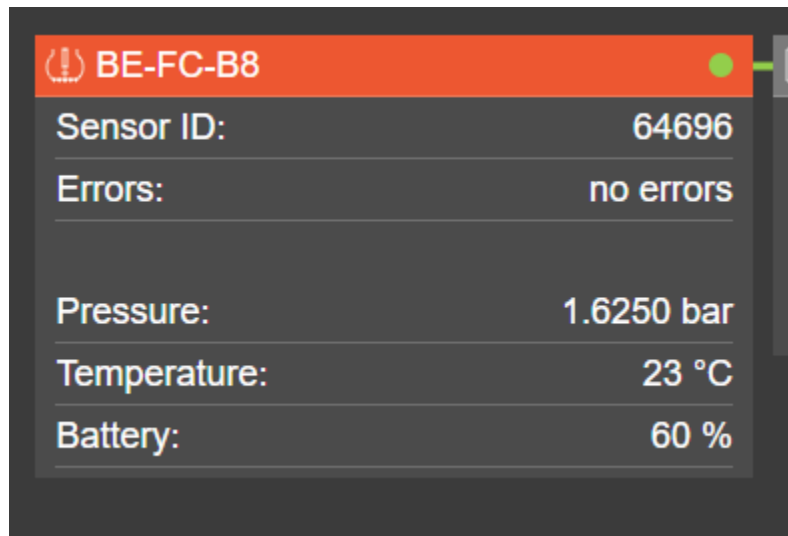 BE-FC-B8
Sensor ID: 64696
Errors: no errors
Pressure: 1.6250 bar
Temperature: 23 °C
Battery: 60 %